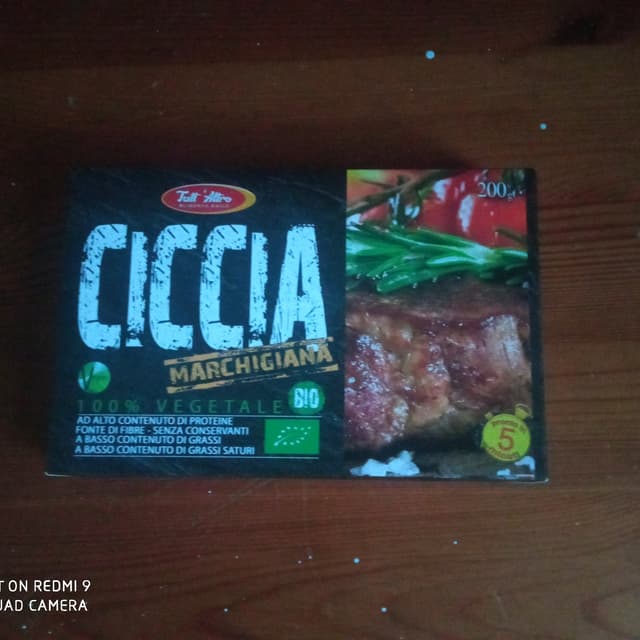 Tutt'Altro
200g
CICCIA
MARCHIGIANA
100% VEGETALE
BIO
AD ALTO CONTENUTO DI PROTEINE
FONTE DI FIBRE - SENZA CONSERVANTI
A BASSO CONTENUTO DI GRASSI
A BASSO CONTENUTO DI GRASSI SATURI
5
T ON REDMI 9
UAD CAMERA